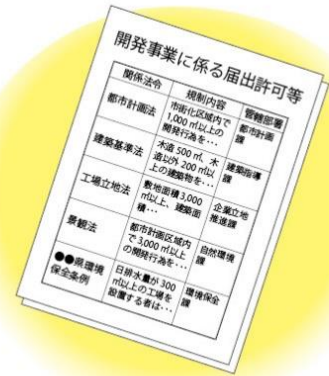 開発事業に係る届出許可等
関係法令 規制内容 管轄部署
都市計画法 市街化区域内で 都市計画
1,000㎡以上の 課
開発行為を・・・
建築基準法 木造500㎡、木 建築指導
造以外200㎡以 課
上の建築物を・・・
工場立地法 敷地面積3,000 企業立地
㎡以上、建築面 推進課
積・・・
景観法 都市計画区域内 自然環境
で3,000㎡以上 課
の開発行為を・・・
●●県環境 日排水量が300 環境保全
保全条例 ㎥以上の工場を 課
設置する者は・・・